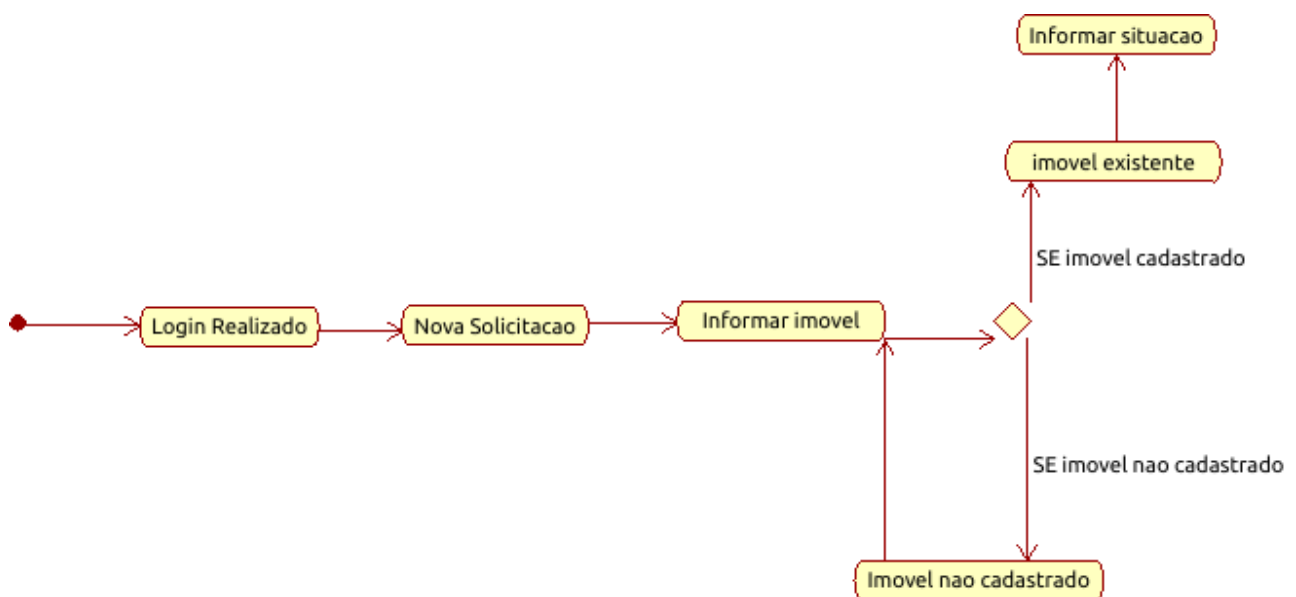 Informar situacao
imovel existente
SE imovel cadastrado
Login Realizado
Nova Solicitacao
Informar imovel
SE imovel nao cadastrado
Imovel nao cadastrado